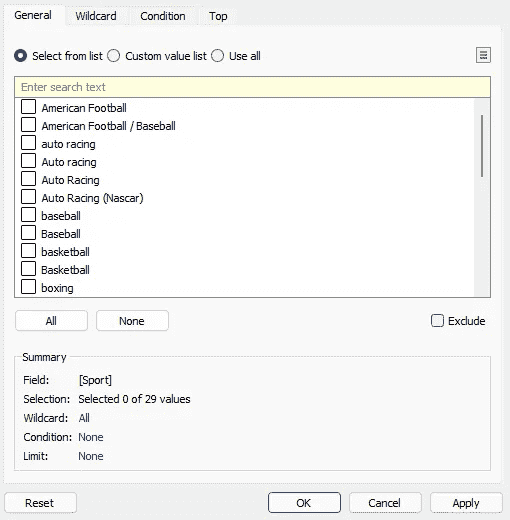 General Wildcard Condition Top
Select from list Custom value list Use all
Enter search text
American Football
American Football / Baseball
auto racing
Auto racing
Auto Racing
Auto Racing (Nascar)
baseball
Baseball
basketball
Basketball
boxing
All None Exclude
Summary
Field: [Sport]
Selection: Selected 0 of 29 values
Wildcard: All
Condition: None
Limit: None
Reset OK Cancel Apply